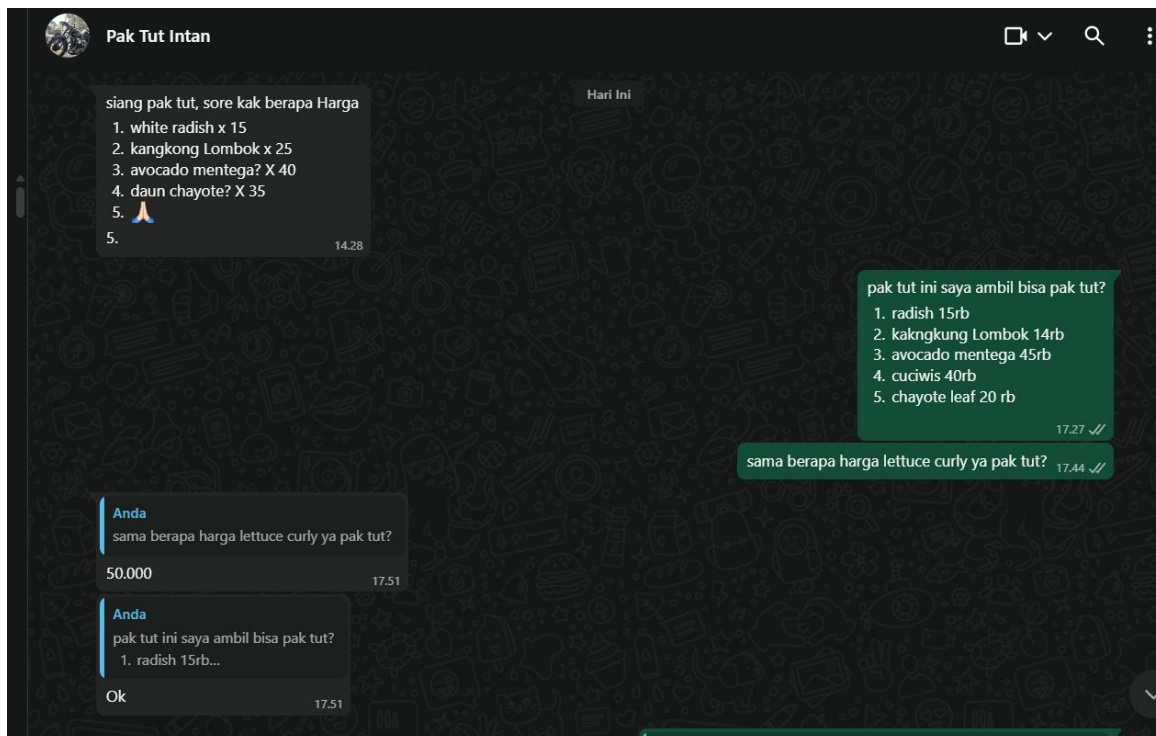 Pak Tut Intan
Hari Ini
siang pak tut, sore kak berapa Harga
1. white radish x 15
2. kangkong Lombok x 25
3. avocado mentega? X 40
4. daun chayote? X 35
5. 🙏🏻
5.
14.28
pak tut ini saya ambil bisa pak tut?
1. radish 15rb
2. kakngkung Lombok 14rb
3. avocado mentega 45rb
4. cuciwis 40rb
5. chayote leaf 20 rb
17.27
sama berapa harga lettuce curly ya pak tut? 17.44
Anda
sama berapa harga lettuce curly ya pak tut?
50.000
17.51
Anda
pak tut ini saya ambil bisa pak tut?
1. radish 15rb...
Ok
17.51